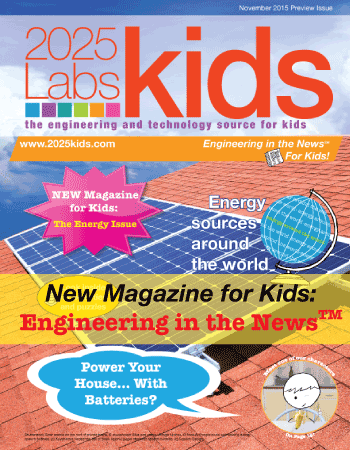 November 2015 Preview Issue
2025
Labs
kids
the engineering and technology source for kids
www.2025kids.com
Engineering in the News™
For Kids!
NEW Magazine
for Kids:
The Energy Issue
Energy
sources
around
the world
New Magazine for Kids:
Engineering in the News™
Power Your
House... With
Batteries?